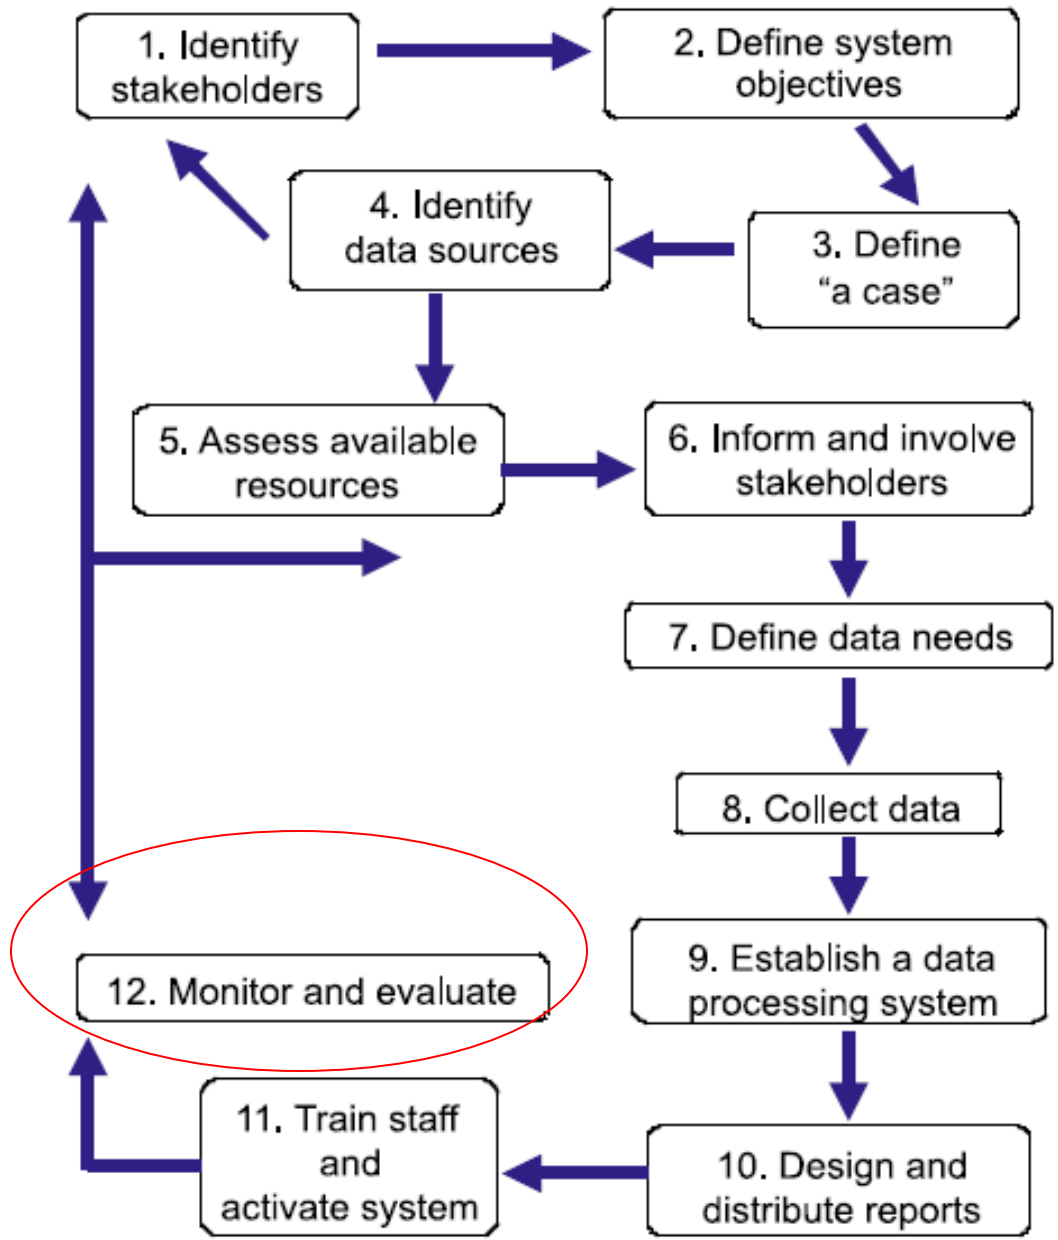 1. Identify
stakeholders
2. Define system
objectives
3. Define
“a case”
4. Identify
data sources
5. Assess available
resources
6. Inform and involve
stakeholders
7. Define data needs
8. Collect data
9. Establish a data
processing system
10. Design and
distribute reports
11. Train staff
and
activate system
12. Monitor and evaluate